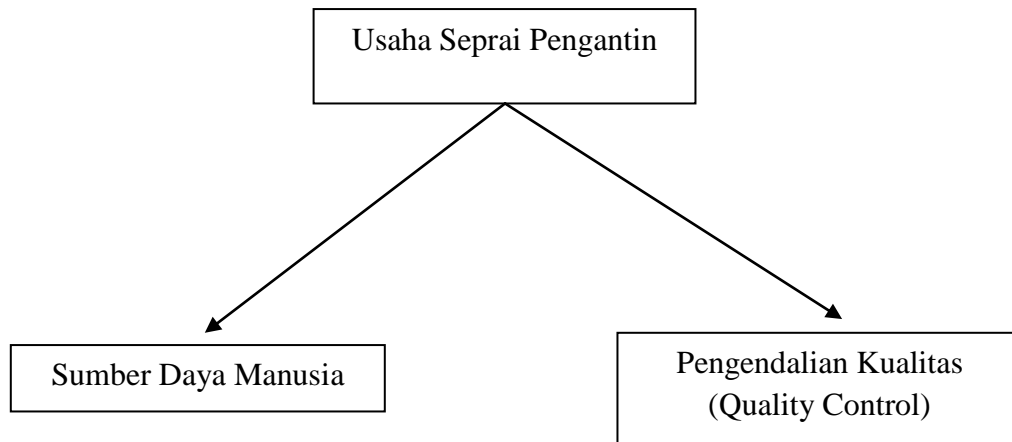 Usaha Seprai Pengantin
Sumber Daya Manusia
Pengendalian Kualitas
(Quality Control)